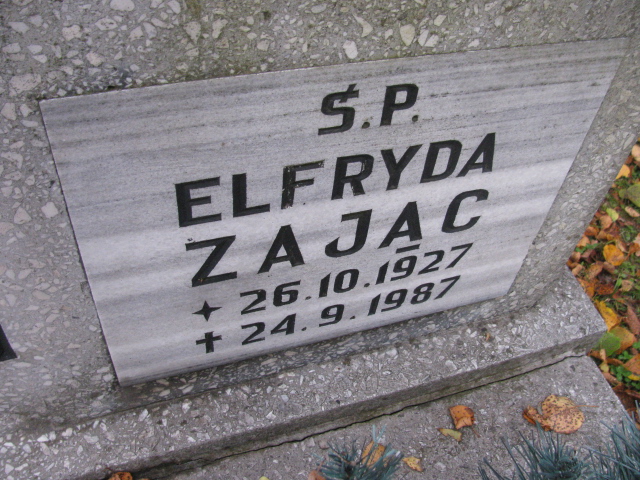 Ś.P.
ELFRYDA
ZAJĄC
✦ 26.10.1927
✝ 24.9.1987